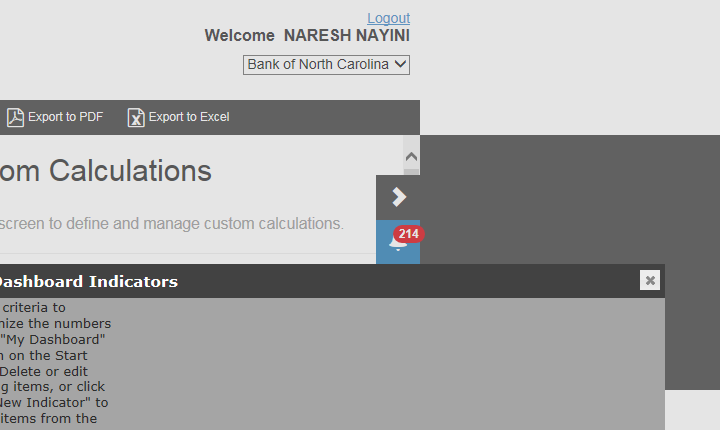 Logout
Welcome NARESH NAYINI
Bank of North Carolina
Export to PDF Export to Excel
om Calculations
screen to define and manage custom calculations.
214
Dashboard Indicators
criteria to
mize the numbers
"My Dashboard"
n on the Start
Delete or edit
g items, or click
New Indicator" to
items from the